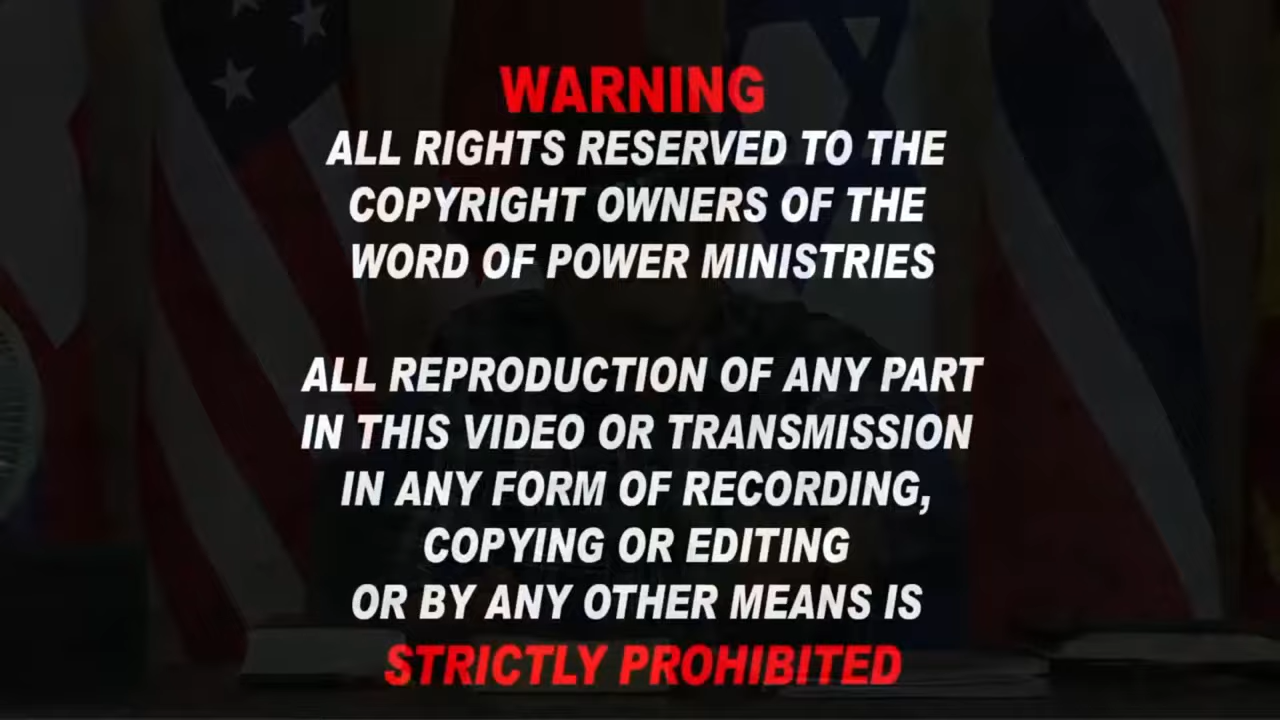 WARNING
ALL RIGHTS RESERVED TO THE
COPYRIGHT OWNERS OF THE
WORD OF POWER MINISTRIES
ALL REPRODUCTION OF ANY PART
IN THIS VIDEO OR TRANSMISSION
IN ANY FORM OF RECORDING,
COPYING OR EDITING
OR BY ANY OTHER MEANS IS
STRICTLY PROHIBITED